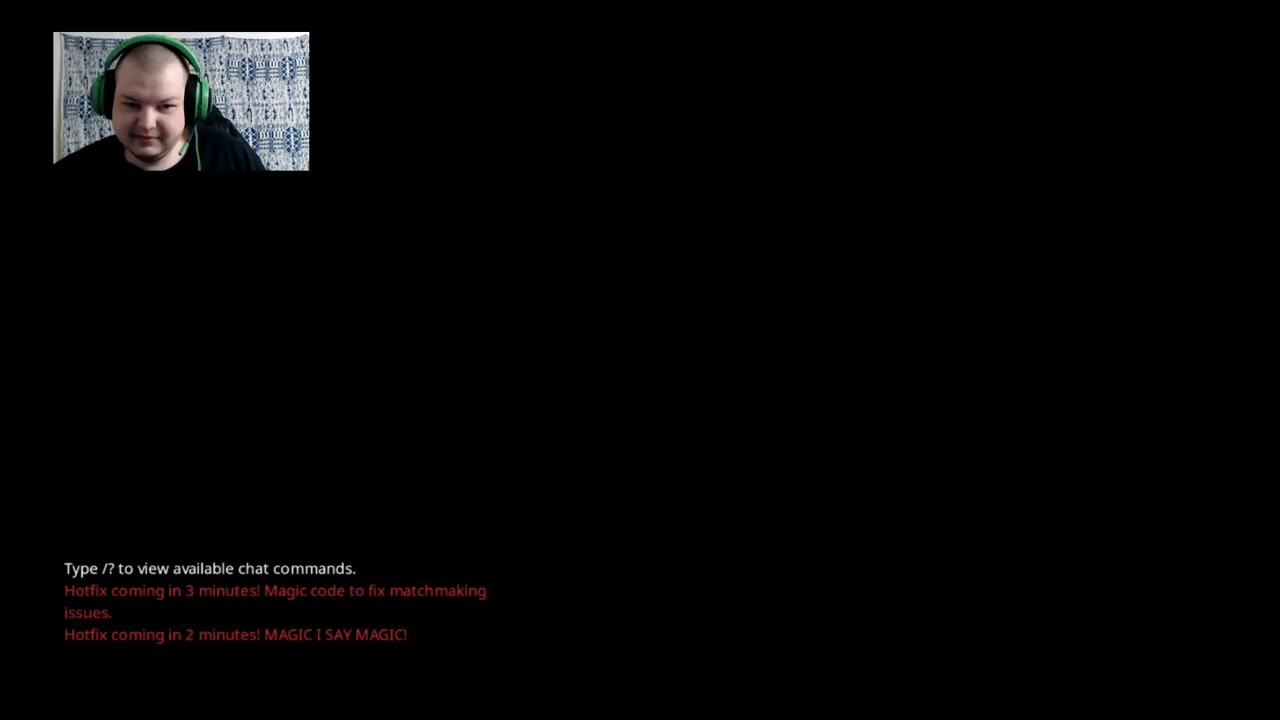 Type /? to view available chat commands.
Hotfix coming in 3 minutes! Magic code to fix matchmaking
issues.
Hotfix coming in 2 minutes! MAGIC I SAY MAGIC!